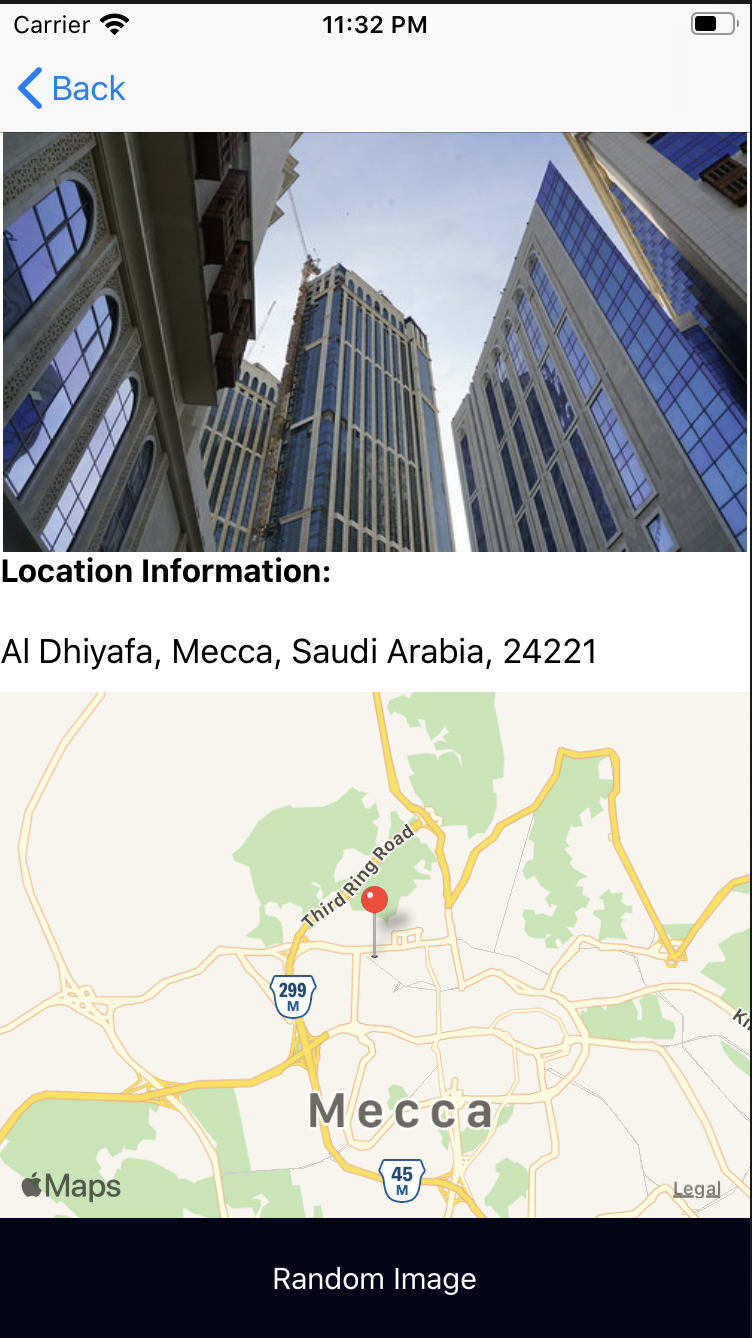 Carrier 11:32 PM
Back
Location Information:
Al Dhiyafa, Mecca, Saudi Arabia, 24221
Third Ring Road
299
M
Mecca
45
M
Maps
Legal
Random Image